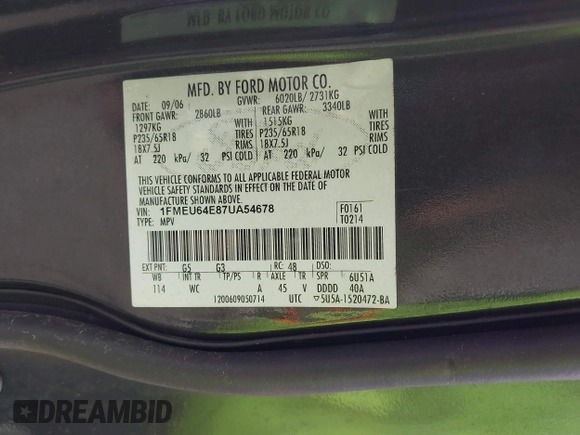 MFD. BY FORD MOTOR CO.
DATE: 09/06 GVWR: 6020LB/ 2731KG
FRONT GAWR: 2860LB REAR GAWR: 3340LB
1297KG WITH 1515KG WITH
P235/65R18 TIRES P235/65R18 TIRES
18X7.5J RIMS 18X7.5J RIMS
AT 220 kPa/ 32 PSI COLD AT 220 kPa/ 32 PSI COLD
THIS VEHICLE CONFORMS TO ALL APPLICABLE FEDERAL MOTOR
VEHICLE SAFETY STANDARDS IN EFFECT ON THE DATE OF
MANUFACTURE SHOWN ABOVE.
VIN: 1FMEU64E87UA54678 F0161
TYPE: MPV T0214
EXT PNT: G5 G3 RC: 48 DSO:
WB INT TR TP/PS R AXLE TR SPR 6U51A
114 WC A 45 V DDDD 40A
1200609050714 UTC ▽5U5A-1520472-BA
DREAMBID
DREAMBID.COM